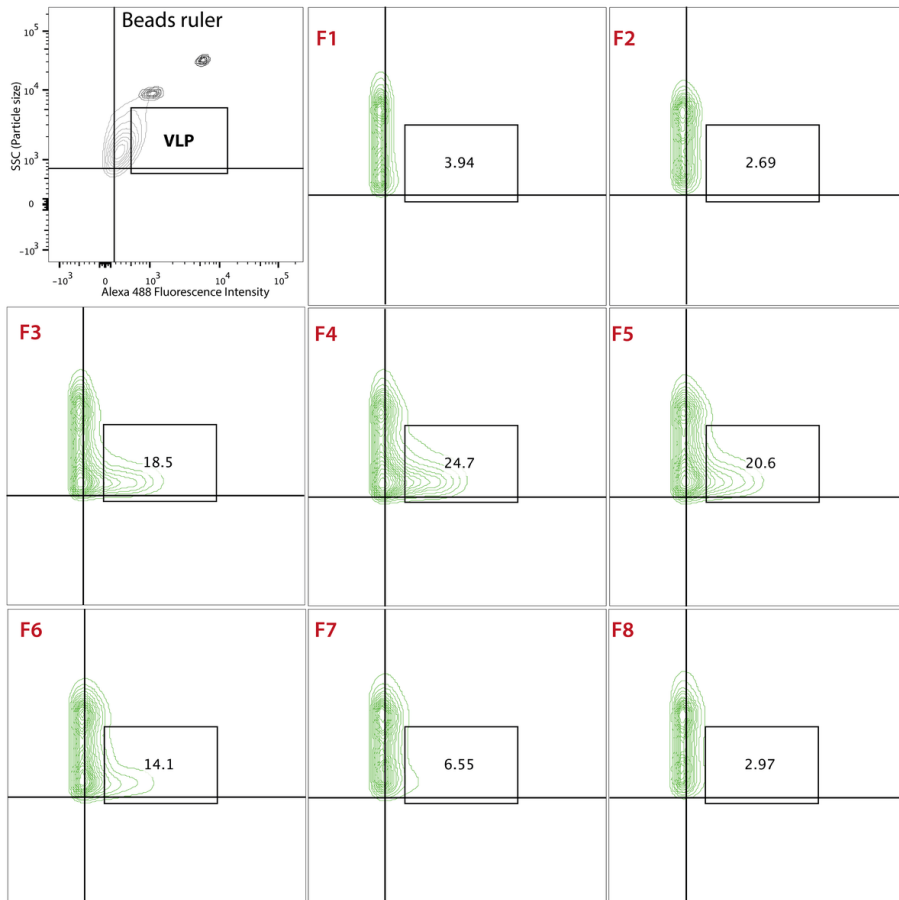 Beads ruler
SSC (Particle size)
10^5
10^4
10^3
0
-10^3
VLP
-10^3 0 10^3 10^4 10^5
Alexa 488 Fluorescence Intensity
F1
3.94
F2
2.69
F3
18.5
F4
24.7
F5
20.6
F6
14.1
F7
6.55
F8
2.97